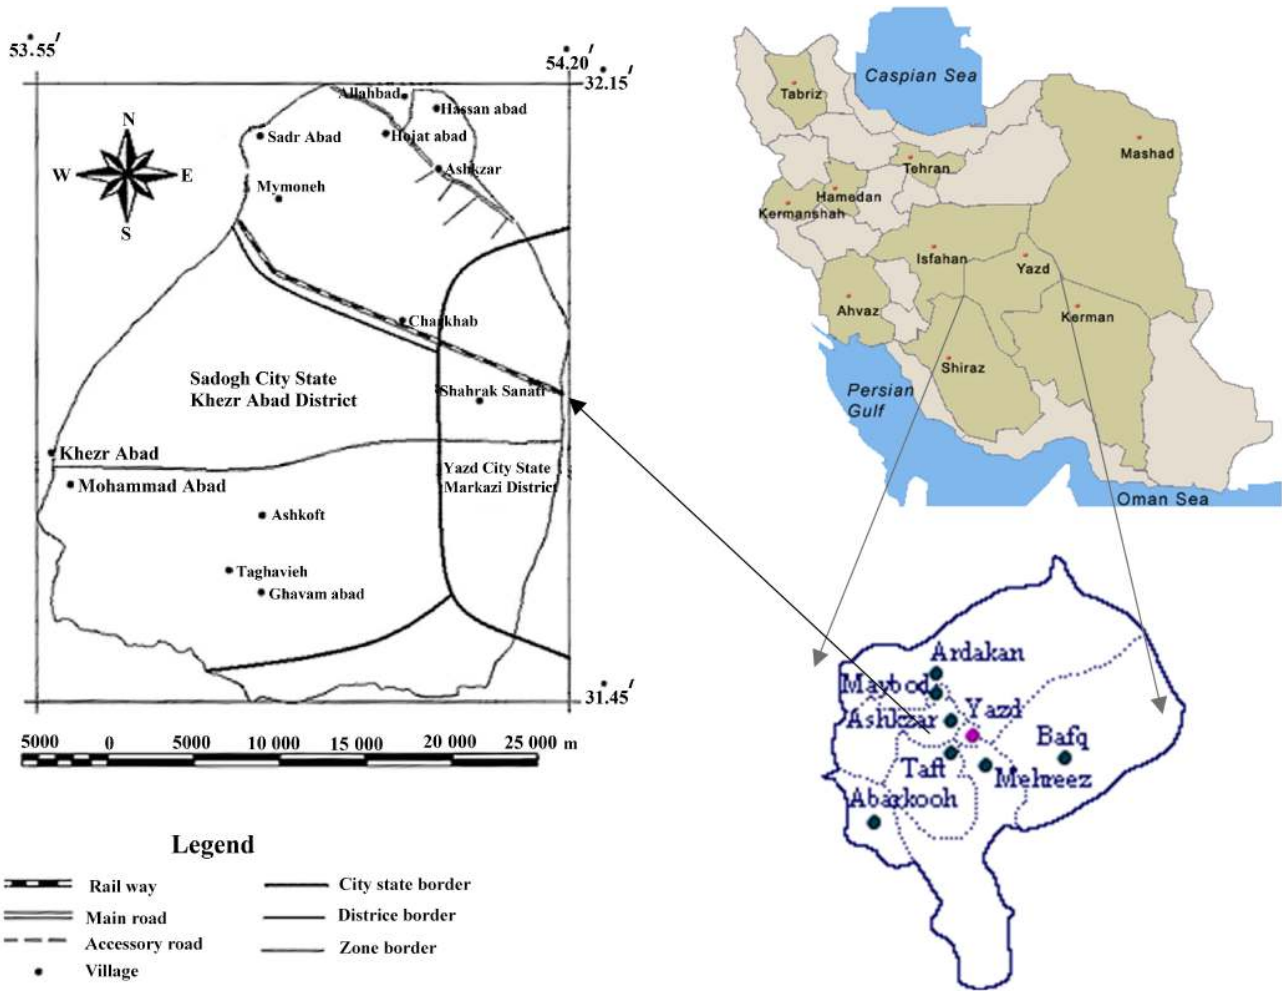 53.55′
54.20′
32.15′
Allahbad
Hassan abad
Sadr Abad
Hojat abad
N
W
E
S
Ashkzar
Mymoneh
Charkhab
Sadogh City State
Khezr Abad District
Shahrak Sanati
Khezr Abad
Mohammad Abad
Yazd City State
Markazi District
Ashkoft
Taghavieh
Ghavam abad
31.45′
5000 0 5000 10 000 15 000 20 000 25 000 m
Legend
Rail way
Main road
Accessory road
Village
City state border
Districe border
Zone border
Caspian Sea
Tabriz
Mashad
Tehran
Hamedan
Kermanshah
Isfahan
Yazd
Ahvaz
Kerman
Shiraz
Persian
Gulf
Oman Sea
Ardakan
Maybod
Ashkzar
Yazd
Bafq
Taft
Mehreez
Abarkooh